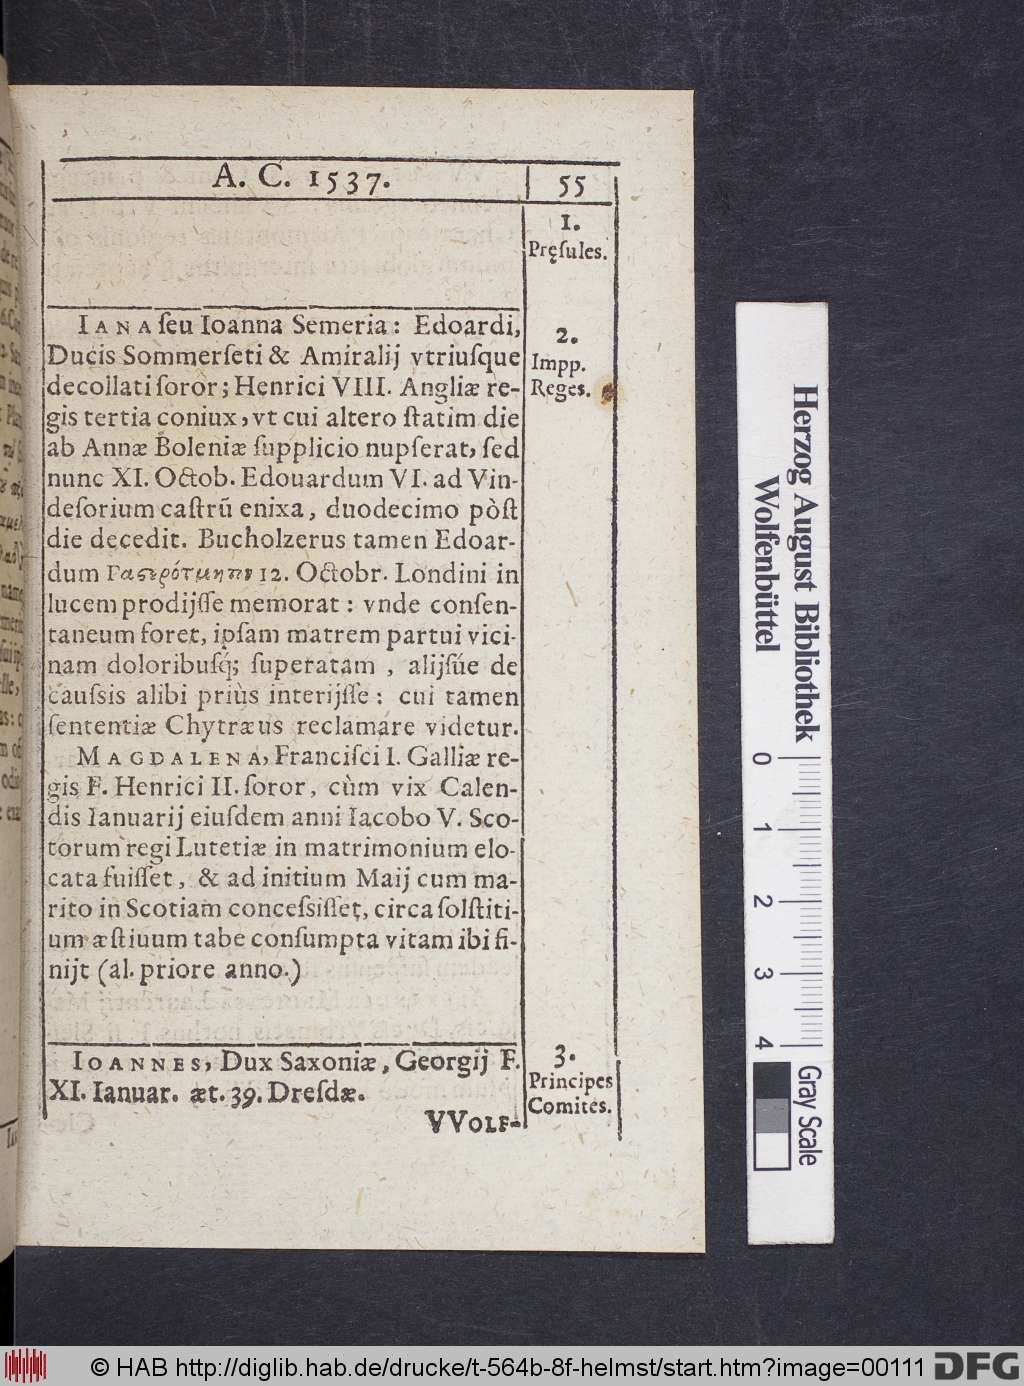 A. C. 1537.
55
1.
Pręſules.
IANA ſeu Ioanna Semeria: Edoardi,
Ducis Sommerſeti & Amiralij vtriuſque
decollati ſoror; Henrici VIII. Angliæ re-
gis tertia coniux, vt cui altero ſtatim die
ab Annæ Boleniæ ſupplicio nupſerat, ſed
nunc XI. Octob. Edouardum VI. ad Vin-
deſorium caſtrũ enixa, duodecimo pòſt
die decedit. Bucholzerus tamen Edoar-
dum 12. Octobr. Londini in
lucem prodijſſe memorat: vnde conſen-
taneum foret, ipſam matrem partui vici-
nam doloribuſq́; ſuperatam, alijſúe de
cauſsis alibi priùs interijſſe: cui tamen
ſententiæ Chytræus reclamare videtur.
MAGDALENA, Franciſci I. Galliæ re-
gis F. Henrici II. ſoror, cùm vix Calen-
dis Ianuarij eiuſdem anni Iacobo V. Sco-
torum regi Lutetiæ in matrimonium elo-
cata fuiſſet, & ad initium Maij cum ma-
rito in Scotiam conceſsiſſet, circa ſolſtiti-
um æſtiuum tabe conſumpta vitam ibi fi-
nijt (al. priore anno.)
2.
Impp.
Reges.
IOANNES, Dux Saxoniæ, Georgij F.
XI. Ianuar. æt. 39. Dreſdæ.
VVOLF-
3.
Principes
Comites.
Herzog August Bibliothek
Wolfenbüttel
0 1 2 3 4
Gray Scale
© HAB http://diglib.hab.de/drucke/t-564b-8f-helmst/start.htm?image=00111
DFG